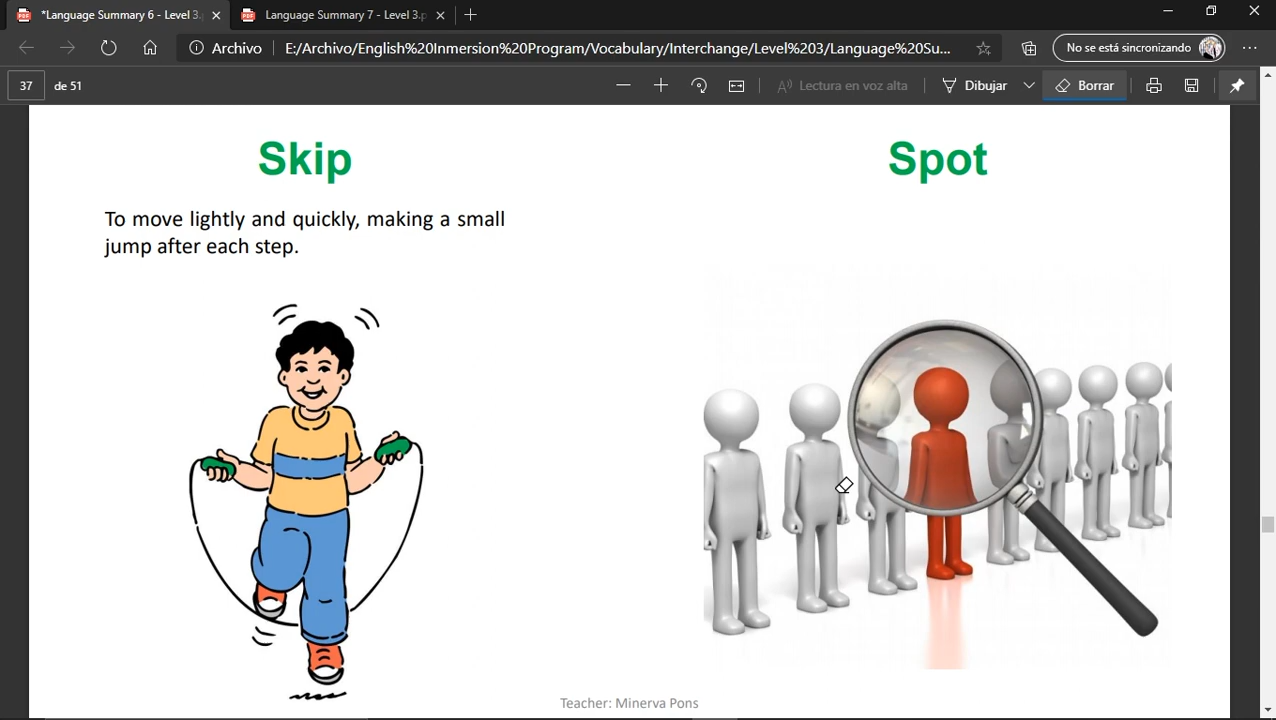 *Language Summary 6 - Level 3.p
Language Summary 7 - Level 3.p
Archivo
E:/Archivo/English%20Inmersion%20Program/Vocabulary/Interchange/Level%203/Language%20Su...
No se está sincronizando
37 de 51
Lectura en voz alta
Dibujar
Borrar
Skip
To move lightly and quickly, making a small
jump after each step.
Spot
Teacher: Minerva Pons